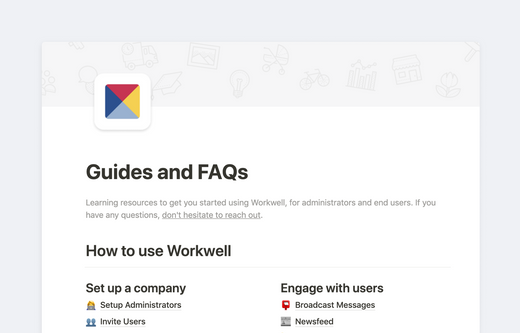 Guides and FAQs
Learning resources to get you started using Workwell, for administrators and end users. If you
have any questions, don't hesitate to reach out.
How to use Workwell
Set up a company
Setup Administrators
Invite Users
Engage with users
Broadcast Messages
Newsfeed